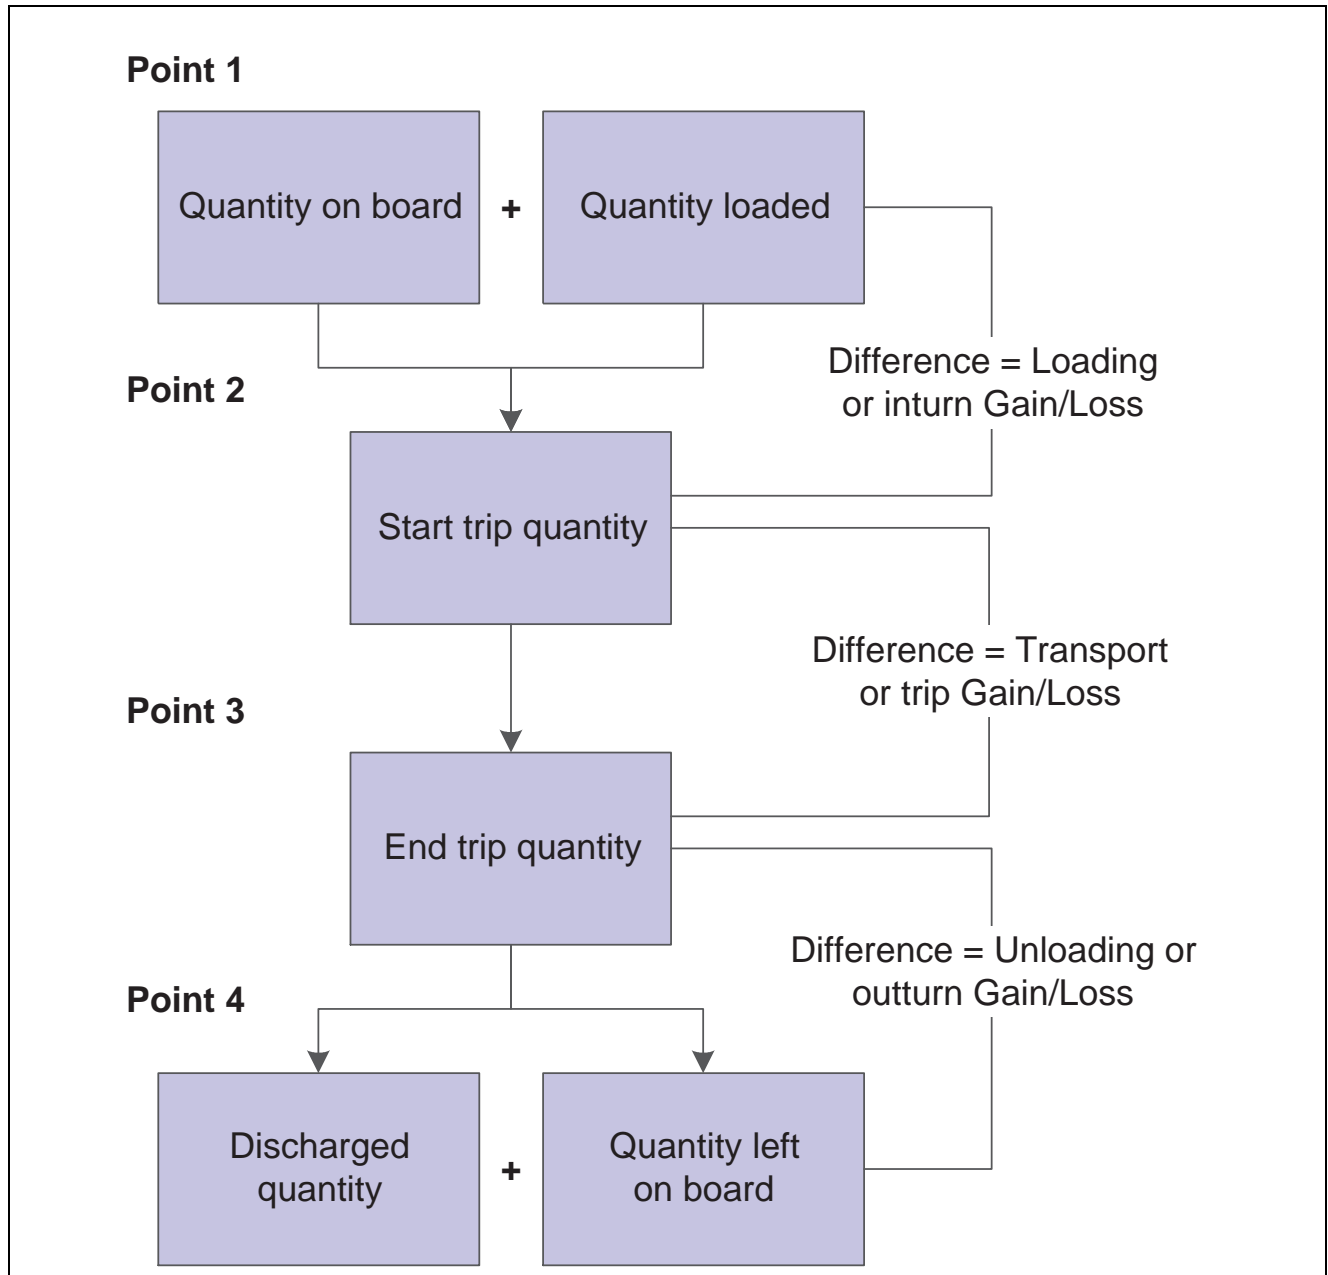 Point 1
Quantity on board
+
Quantity loaded
Difference = Loading
or inturn Gain/Loss
Point 2
Start trip quantity
Difference = Transport
or trip Gain/Loss
Point 3
End trip quantity
Difference = Unloading or
outturn Gain/Loss
Point 4
Discharged
quantity
+
Quantity left
on board